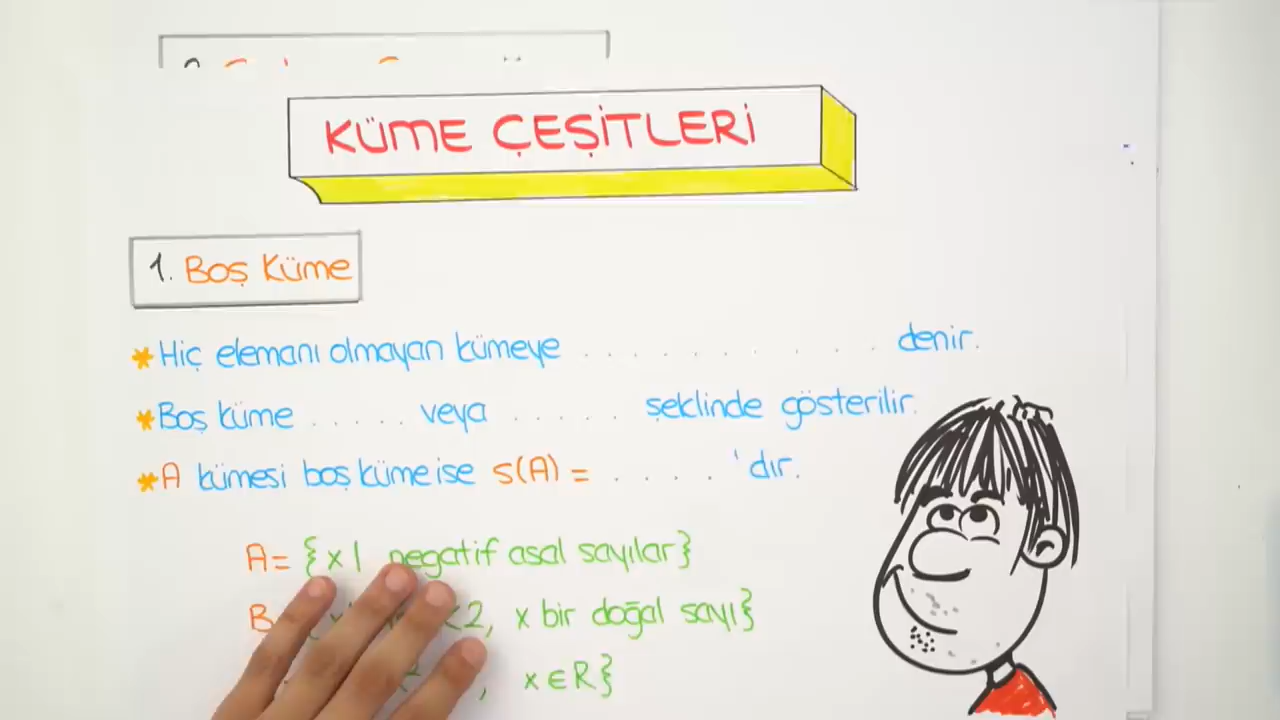 KÜME ÇEŞİTLERİ
1. Boş Küme
*Hiç elemanı olmayan kümeye . . . . . . . . . denir.
*Boş küme . . . . . veya . . . . . şeklinde gösterilir.
*A kümesi boş küme ise s(A) = . . . . 'dır.
A= {x| negatif asal sayılar}
B <2, x bir doğal sayı}
, x ∈ R}